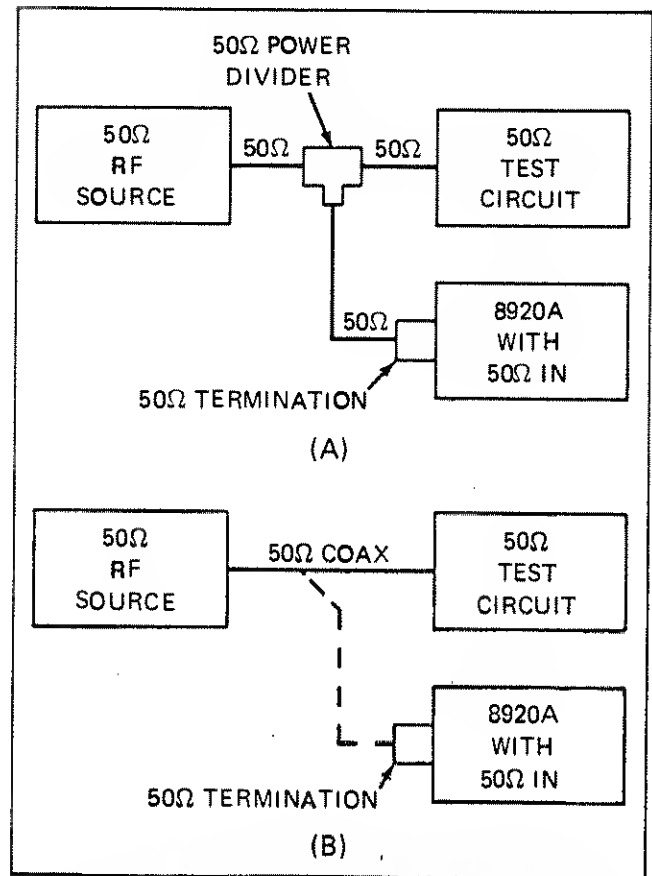 50Ω POWER
DIVIDER
50Ω
RF
SOURCE
50Ω
50Ω
50Ω
TEST
CIRCUIT
50Ω
8920A
WITH
50Ω IN
50Ω TERMINATION
(A)
50Ω
RF
SOURCE
50Ω COAX
50Ω
TEST
CIRCUIT
8920A
WITH
50Ω IN
50Ω TERMINATION
(B)